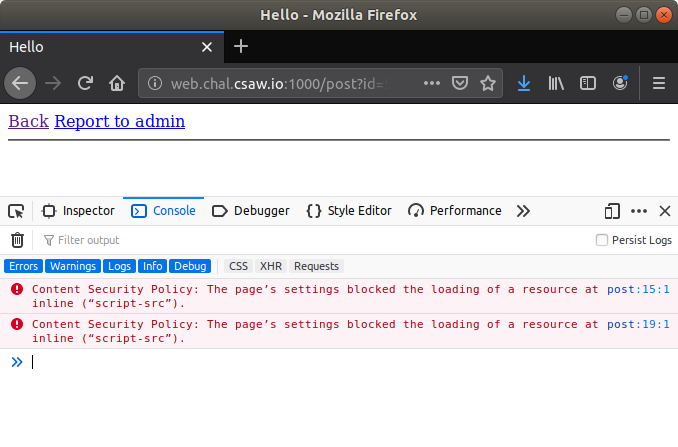 Hello - Mozilla Firefox
Hello
web.chal.csaw.io:1000/post?id=
Back Report to admin
Inspector Console Debugger Style Editor Performance
Filter output Persist Logs
Errors Warnings Logs Info Debug CSS XHR Requests
Content Security Policy: The page’s settings blocked the loading of a resource at post:15:1
inline (“script-src”).
Content Security Policy: The page’s settings blocked the loading of a resource at post:19:1
inline (“script-src”).